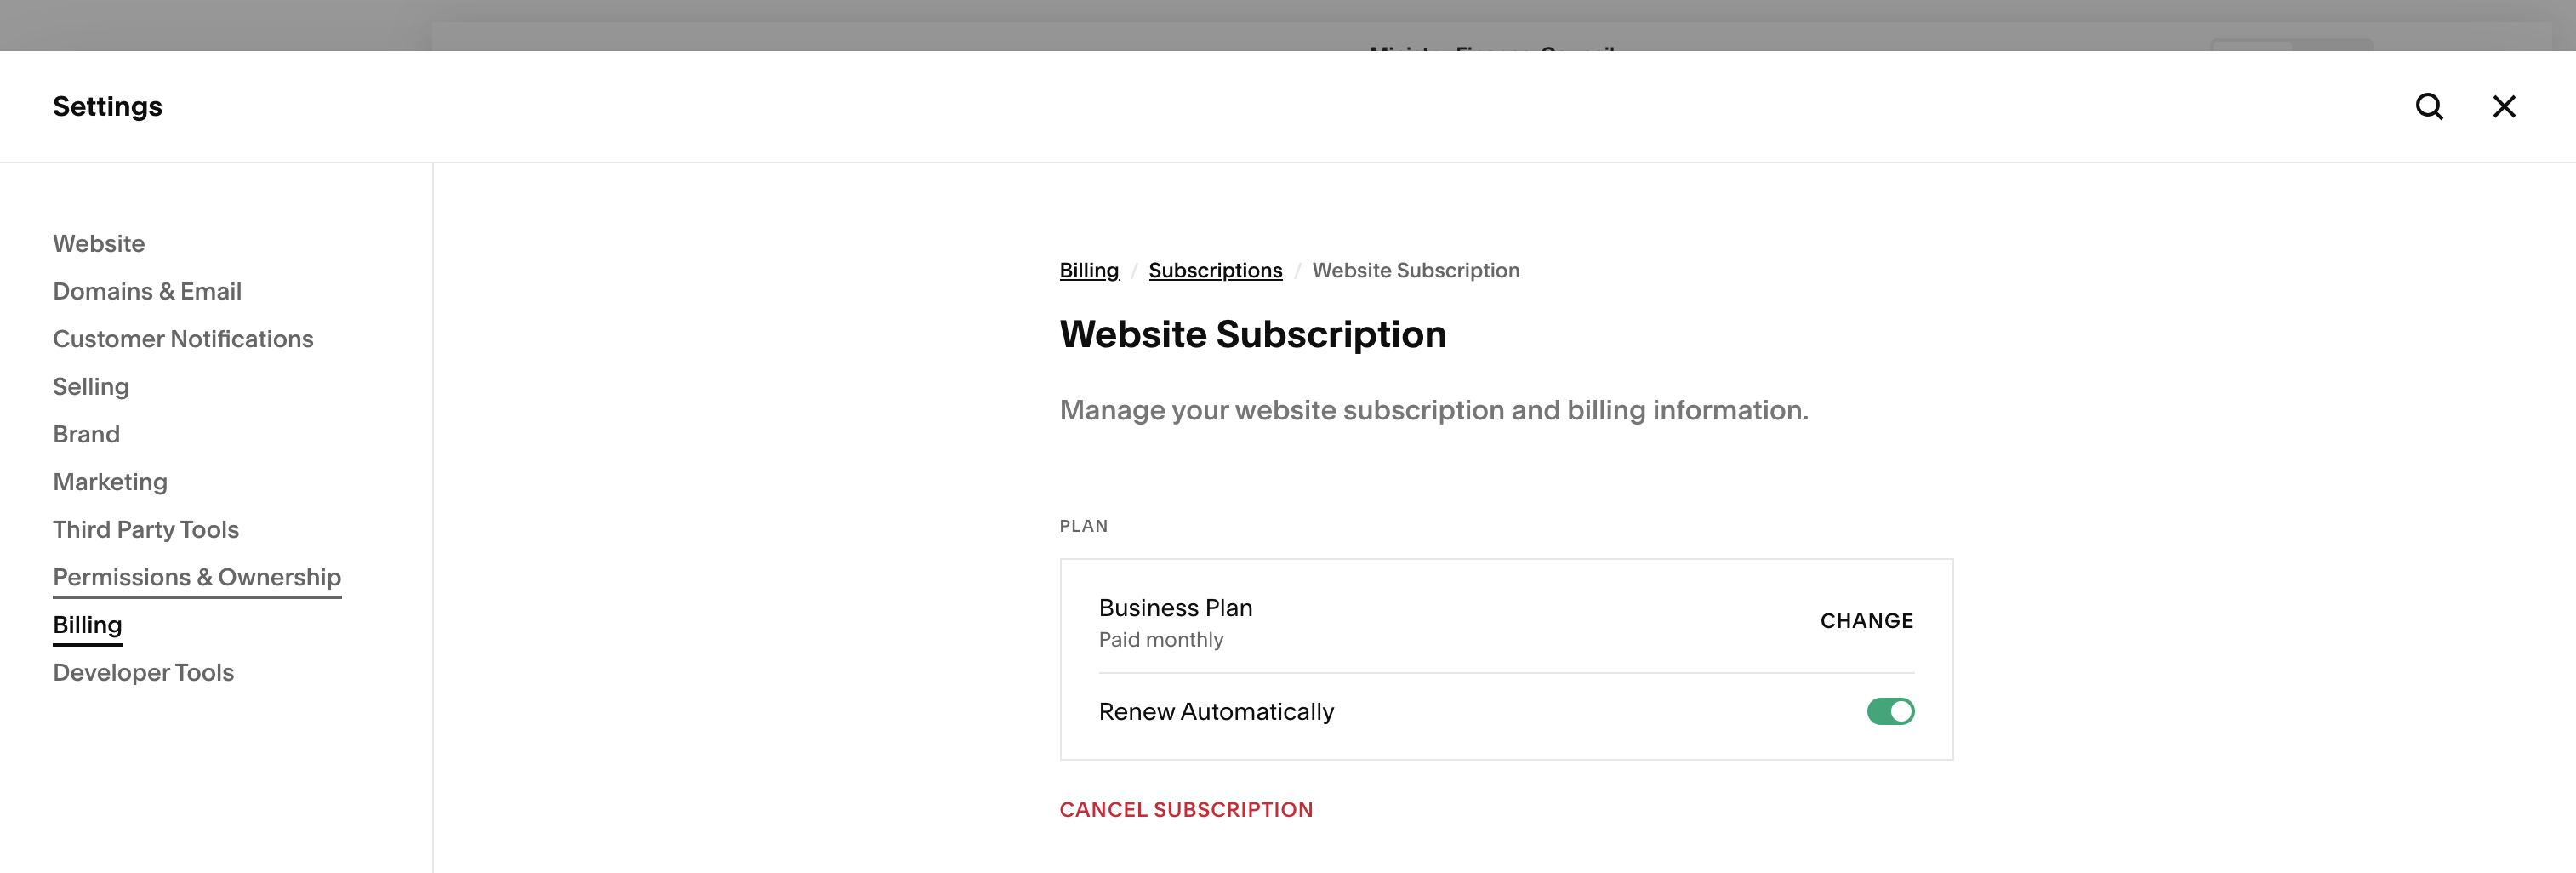 Settings
Website
Domains & Email
Customer Notifications
Selling
Brand
Marketing
Third Party Tools
Permissions & Ownership
Billing
Developer Tools
Billing / Subscriptions / Website Subscription
Website Subscription
Manage your website subscription and billing information.
PLAN
Business Plan
CHANGE
Paid monthly
Renew Automatically
CANCEL SUBSCRIPTION